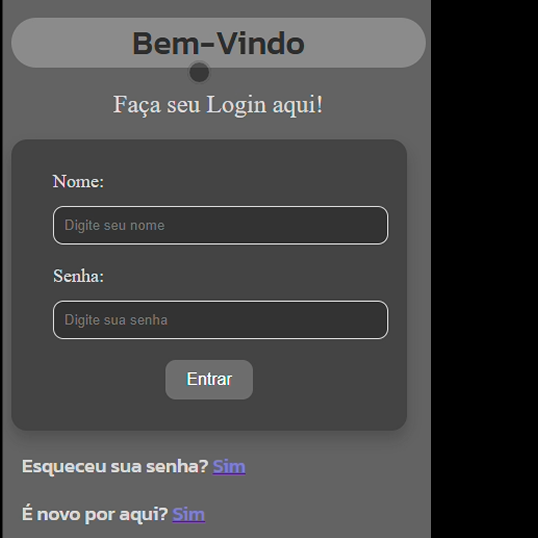 Bem-Vindo
Faça seu Login aqui!
Nome:
Digite seu nome
Senha:
Digite sua senha
Entrar
Esqueceu sua senha? Sim
É novo por aqui? Sim